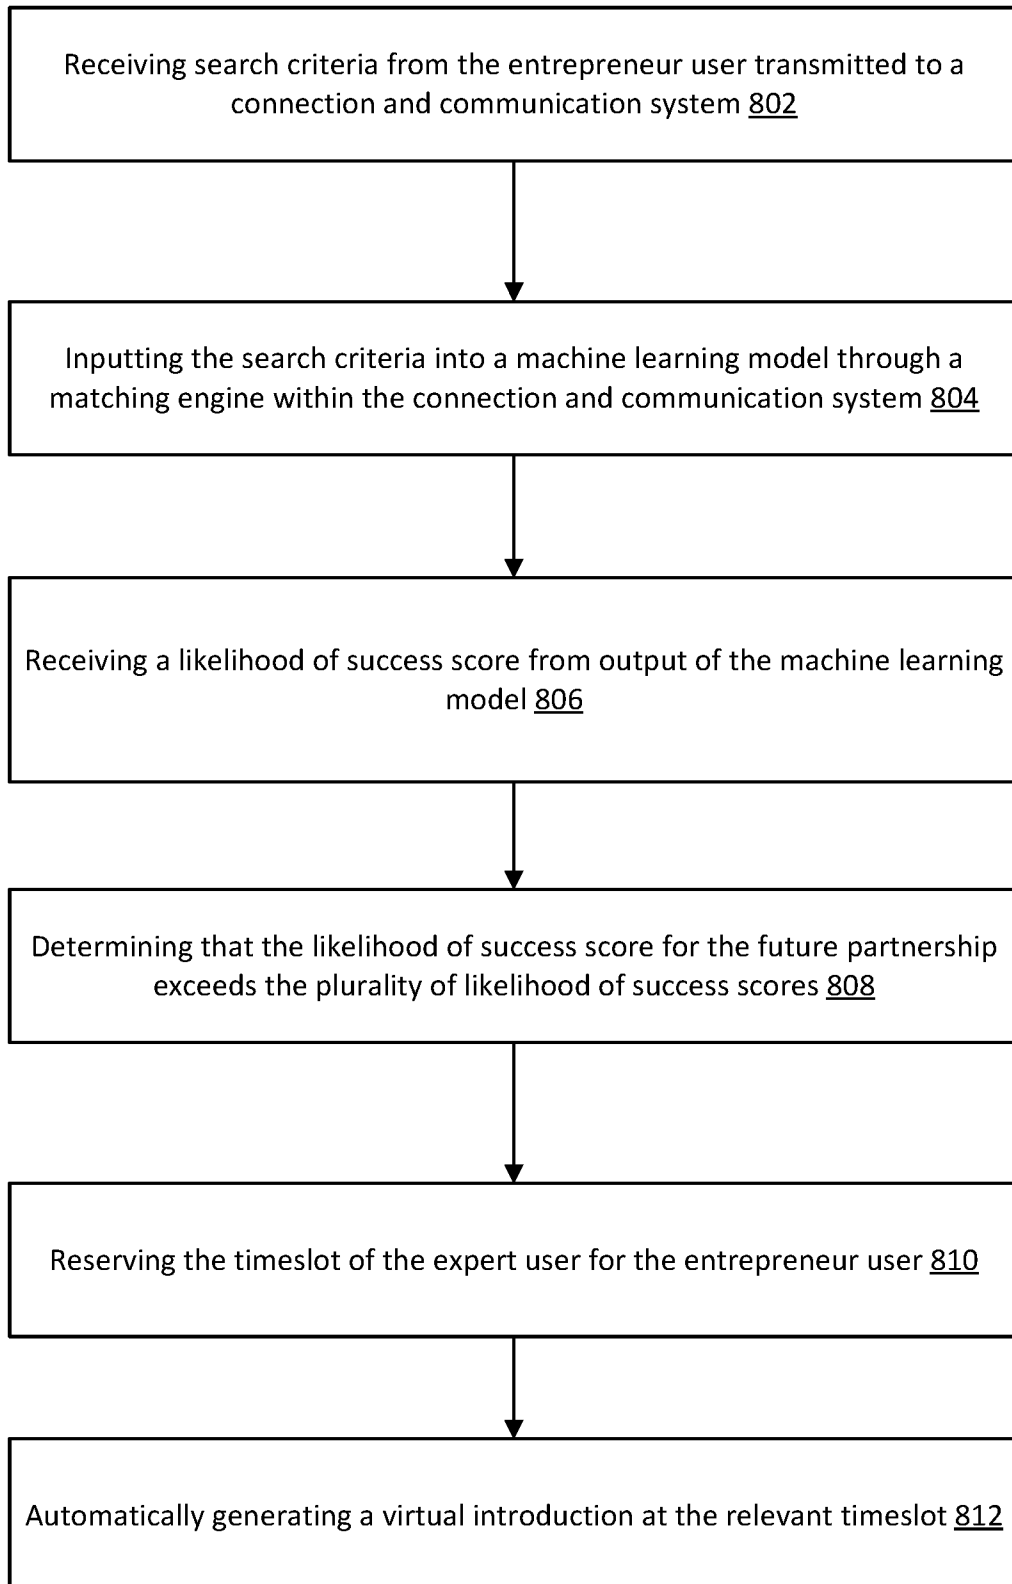 Receiving search criteria from the entrepreneur user transmitted to a
connection and communication system 802
Inputting the search criteria into a machine learning model through a
matching engine within the connection and communication system 804
Receiving a likelihood of success score from output of the machine learning
model 806
Determining that the likelihood of success score for the future partnership
exceeds the plurality of likelihood of success scores 808
Reserving the timeslot of the expert user for the entrepreneur user 810
Automatically generating a virtual introduction at the relevant timeslot 812